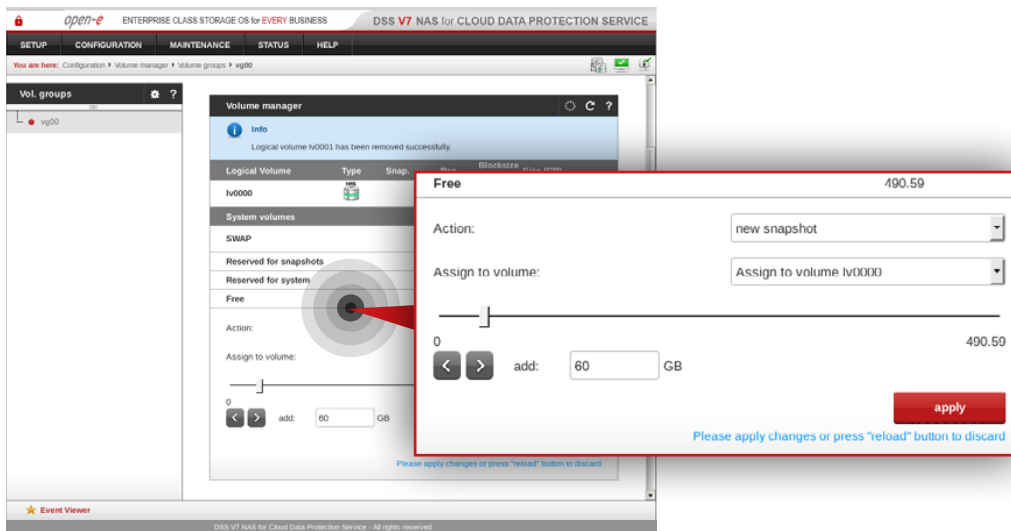 open-e ENTERPRISE CLASS STORAGE OS for EVERY BUSINESS DSS V7 NAS for CLOUD DATA PROTECTION SERVICE
SETUP CONFIGURATION MAINTENANCE STATUS HELP
You are here: Configuration Volume manager Volume groups vg00
Vol. groups ?
vg00
Volume manager ?
Info
Logical volume lv0001 has been removed successfully.
Logical Volume Type Snap. Blocksize
lv0000
System volumes
SWAP
Reserved for snapshots
Reserved for system
Free
Action:
Assign to volume:
0
add: 60 GB
Please apply changes or press "reload" button to discard
Free 490.59
Action: new snapshot
Assign to volume: Assign to volume lv0000
0 490.59
add: 60 GB
apply
Please apply changes or press "reload" button to discard
Event Viewer
DSS V7 NAS for Cloud Data Protection Service - All rights reserved